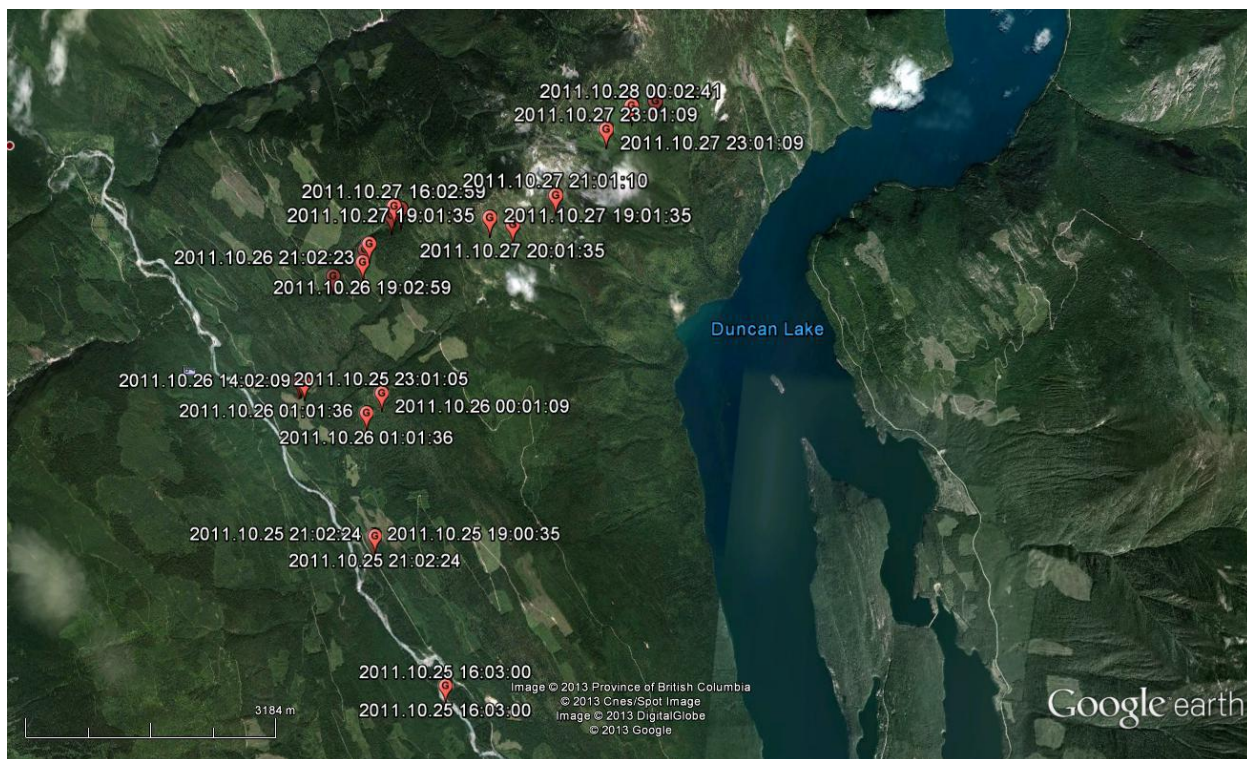 2011.10.28 00:02:41
2011.10.27 23:01:09
2011.10.27 23:01:09
2011.10.27 21:01:10
2011.10.27 16:02:59
2011.10.27 19:01:35
2011.10.27 19:01:35
2011.10.27 20:01:35
2011.10.26 21:02:23
2011.10.26 19:02:59
Duncan Lake
2011.10.26 14:02:09
2011.10.25 23:01:05
2011.10.26 01:01:36
2011.10.26 00:01:09
2011.10.26 01:01:36
2011.10.25 21:02:24
2011.10.25 19:00:35
2011.10.25 21:02:24
2011.10.25 16:03:00
2011.10.25 16:03:00
3184 m
Image © 2013 Province of British Columbia
© 2013 Cnes/Spot Image
Image © 2013 DigitalGlobe
© 2013 Google
Google earth